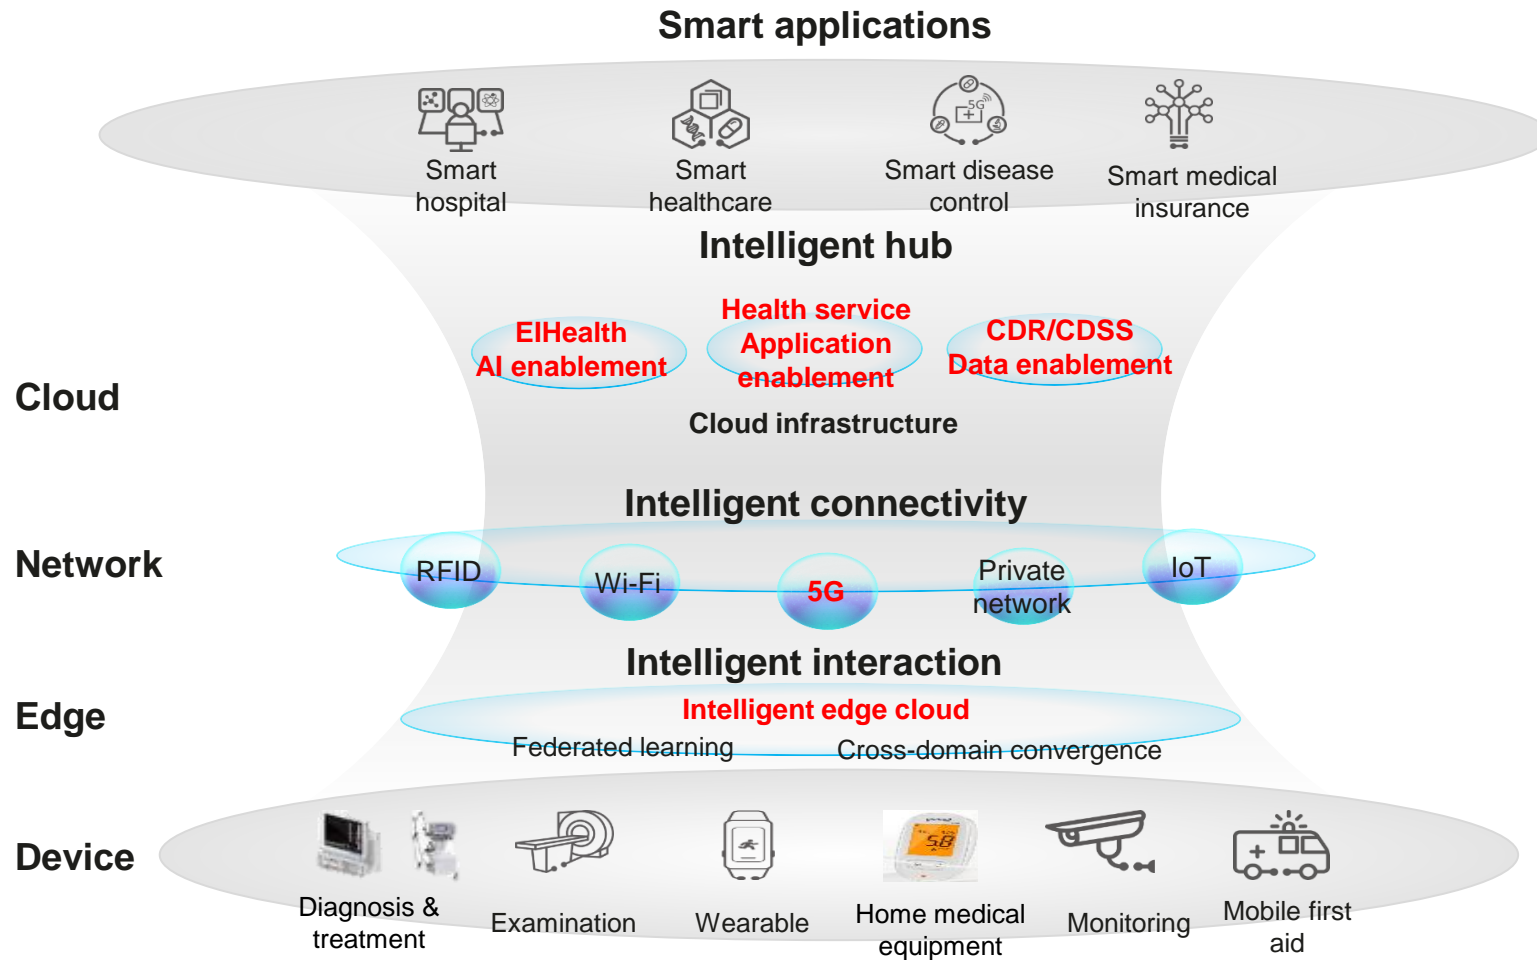 Smart applications
5G
Smart
hospital
Smart
healthcare
Smart disease
control
Smart medical
insurance
Intelligent hub
EIHealth
AI enablement
Health service
Application
enablement
CDR/CDSS
Data enablement
Cloud
Cloud infrastructure
Intelligent connectivity
Network
RFID
Wi-Fi
5G
Private
network
IoT
Intelligent interaction
Edge
Intelligent edge cloud
Federated learning
Cross-domain convergence
Device
5.8
Diagnosis &
treatment
Examination
Wearable
Home medical
equipment
Monitoring
Mobile first
aid